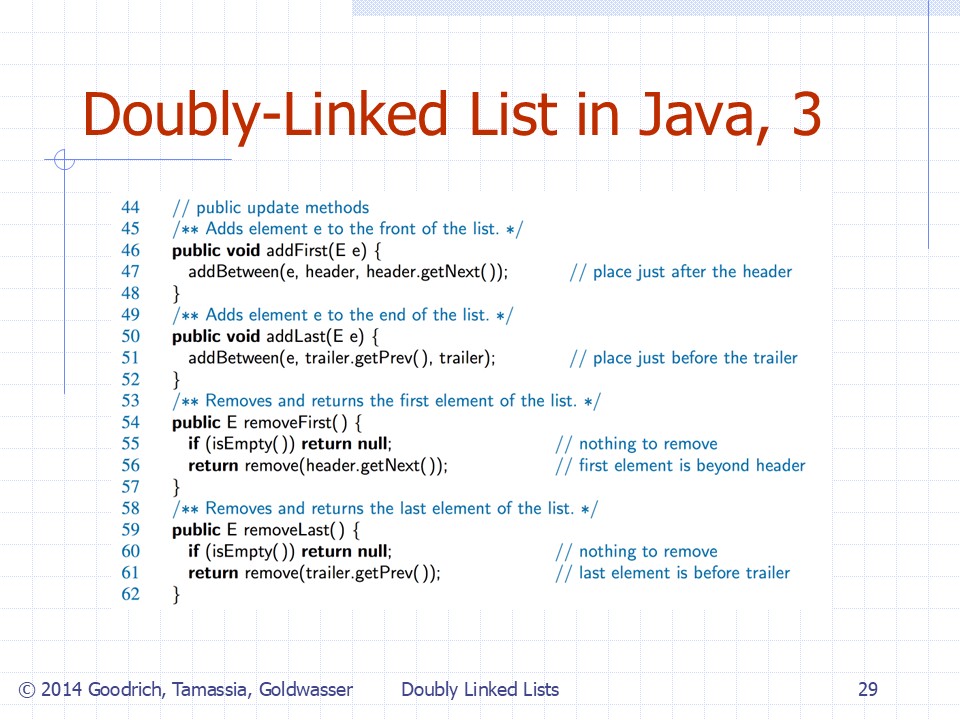 Doubly-Linked List in Java, 3
44 // public update methods
45 /** Adds element e to the front of the list. */
46 public void addFirst(E e) {
47 addBetween(e, header, header.getNext( )); // place just after the header
48 }
49 /** Adds element e to the end of the list. */
50 public void addLast(E e) {
51 addBetween(e, trailer.getPrev( ), trailer); // place just before the trailer
52 }
53 /** Removes and returns the first element of the list. */
54 public E removeFirst( ) {
55 if (isEmpty( )) return null; // nothing to remove
56 return remove(header.getNext( )); // first element is beyond header
57 }
58 /** Removes and returns the last element of the list. */
59 public E removeLast( ) {
60 if (isEmpty( )) return null; // nothing to remove
61 return remove(trailer.getPrev( )); // last element is before trailer
62 }
© 2014 Goodrich, Tamassia, Goldwasser Doubly Linked Lists 29